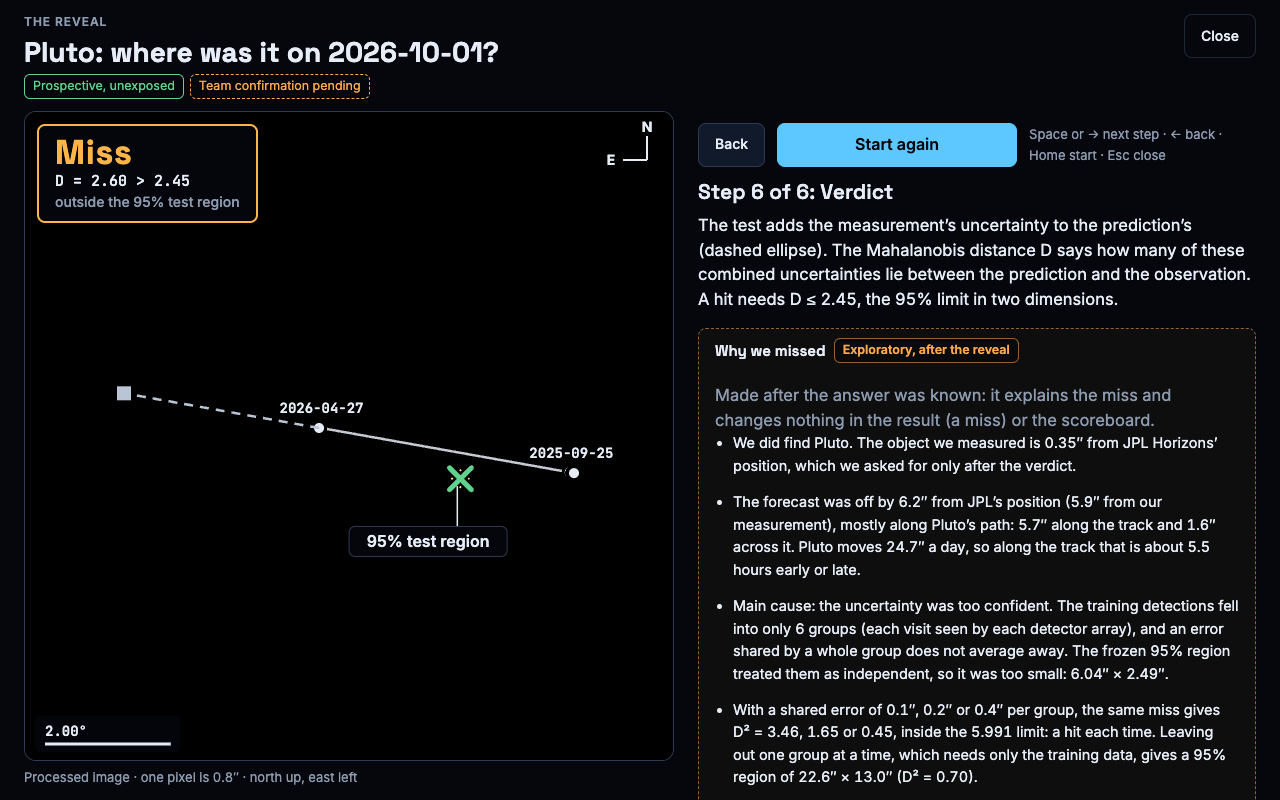 THE REVEAL
Pluto: where was it on 2026-10-01?
Close
Prospective, unexposed
Team confirmation pending
Miss
D = 2.60 > 2.45
outside the 95% test region
N
E
2026-04-27
2025-09-25
95% test region
2.00°
Processed image · one pixel is 0.8″ · north up, east left
Back
Start again
Space or → next step · ← back ·
Home start · Esc close
Step 6 of 6: Verdict
The test adds the measurement’s uncertainty to the prediction’s
(dashed ellipse). The Mahalanobis distance D says how many of these
combined uncertainties lie between the prediction and the observation.
A hit needs D ≤ 2.45, the 95% limit in two dimensions.
Why we missed
Exploratory, after the reveal
Made after the answer was known: it explains the miss and
changes nothing in the result (a miss) or the scoreboard.
• We did find Pluto. The object we measured is 0.35″ from JPL Horizons’
position, which we asked for only after the verdict.
• The forecast was off by 6.2″ from JPL’s position (5.9″ from our
measurement), mostly along Pluto’s path: 5.7″ along the track and 1.6″
across it. Pluto moves 24.7″ a day, so along the track that is about 5.5
hours early or late.
• Main cause: the uncertainty was too confident. The training detections fell
into only 6 groups (each visit seen by each detector array), and an error
shared by a whole group does not average away. The frozen 95% region
treated them as independent, so it was too small: 6.04″ × 2.49″.
• With a shared error of 0.1″, 0.2″ or 0.4″ per group, the same miss gives
D² = 3.46, 1.65 or 0.45, inside the 5.991 limit: a hit each time. Leaving
out one group at a time, which needs only the training data, gives a 95%
region of 22.6″ × 13.0″ (D² = 0.70).